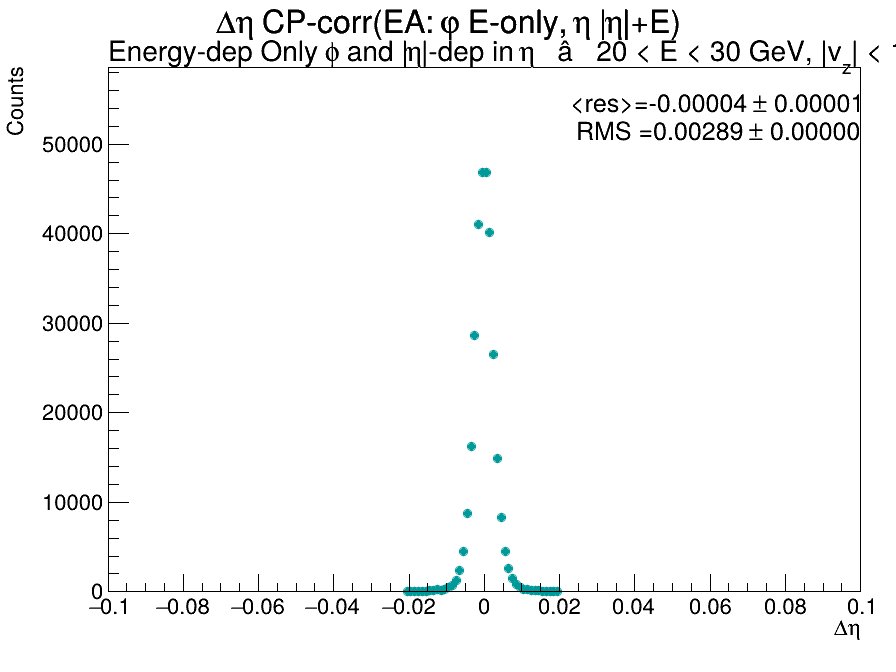 Δη CP-corr(EA: φ E-only, η |η|+E)
Energy-dep Only ϕ and |η|-dep in η â 20 < E < 30 GeV, |v_z| < 1
Counts
<res>=-0.00004 ± 0.00001
RMS =0.00289 ± 0.00000
50000
40000
30000
20000
10000
0
−0.1 −0.08 −0.06 −0.04 −0.02 0 0.02 0.04 0.06 0.08 0.1
Δη